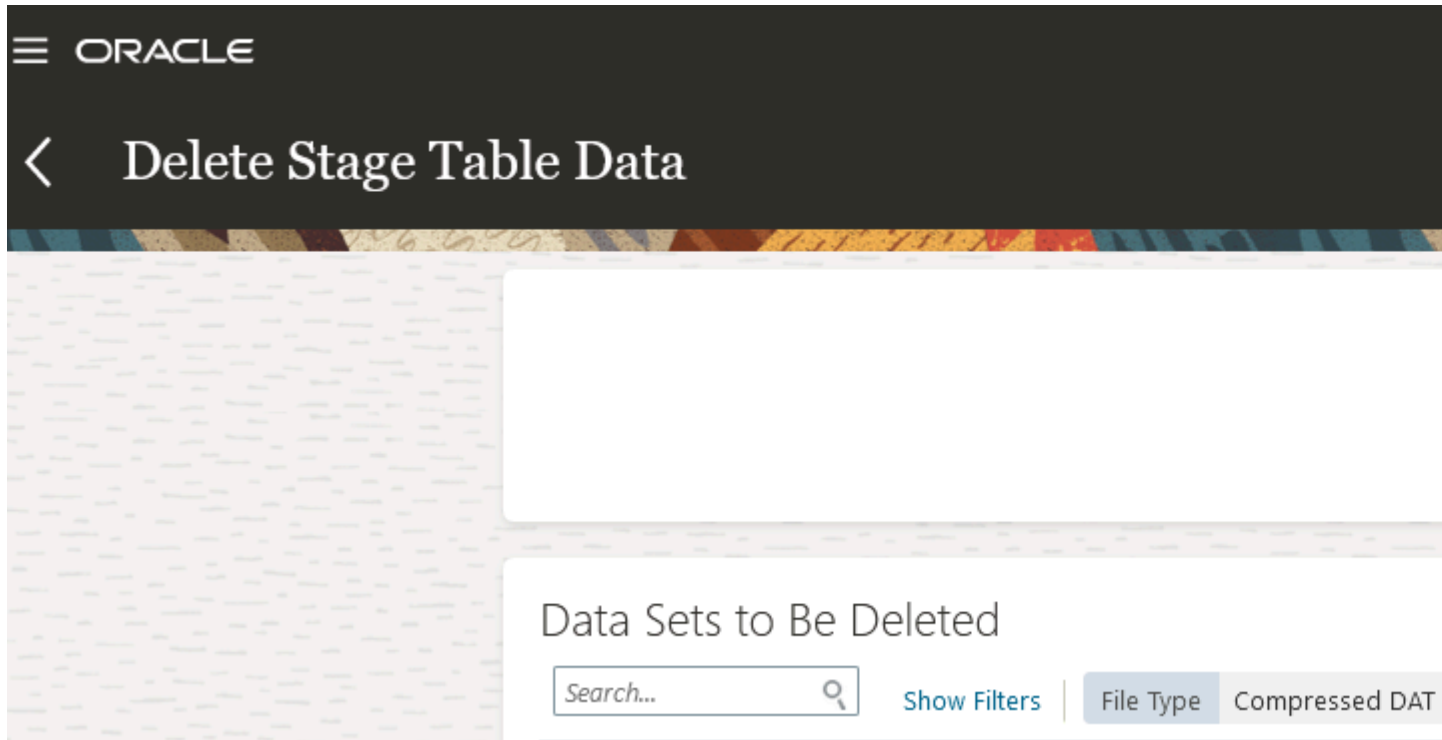 ORACLE
Delete Stage Table Data
Data Sets to Be Deleted
Search... Show Filters File Type Compressed DAT